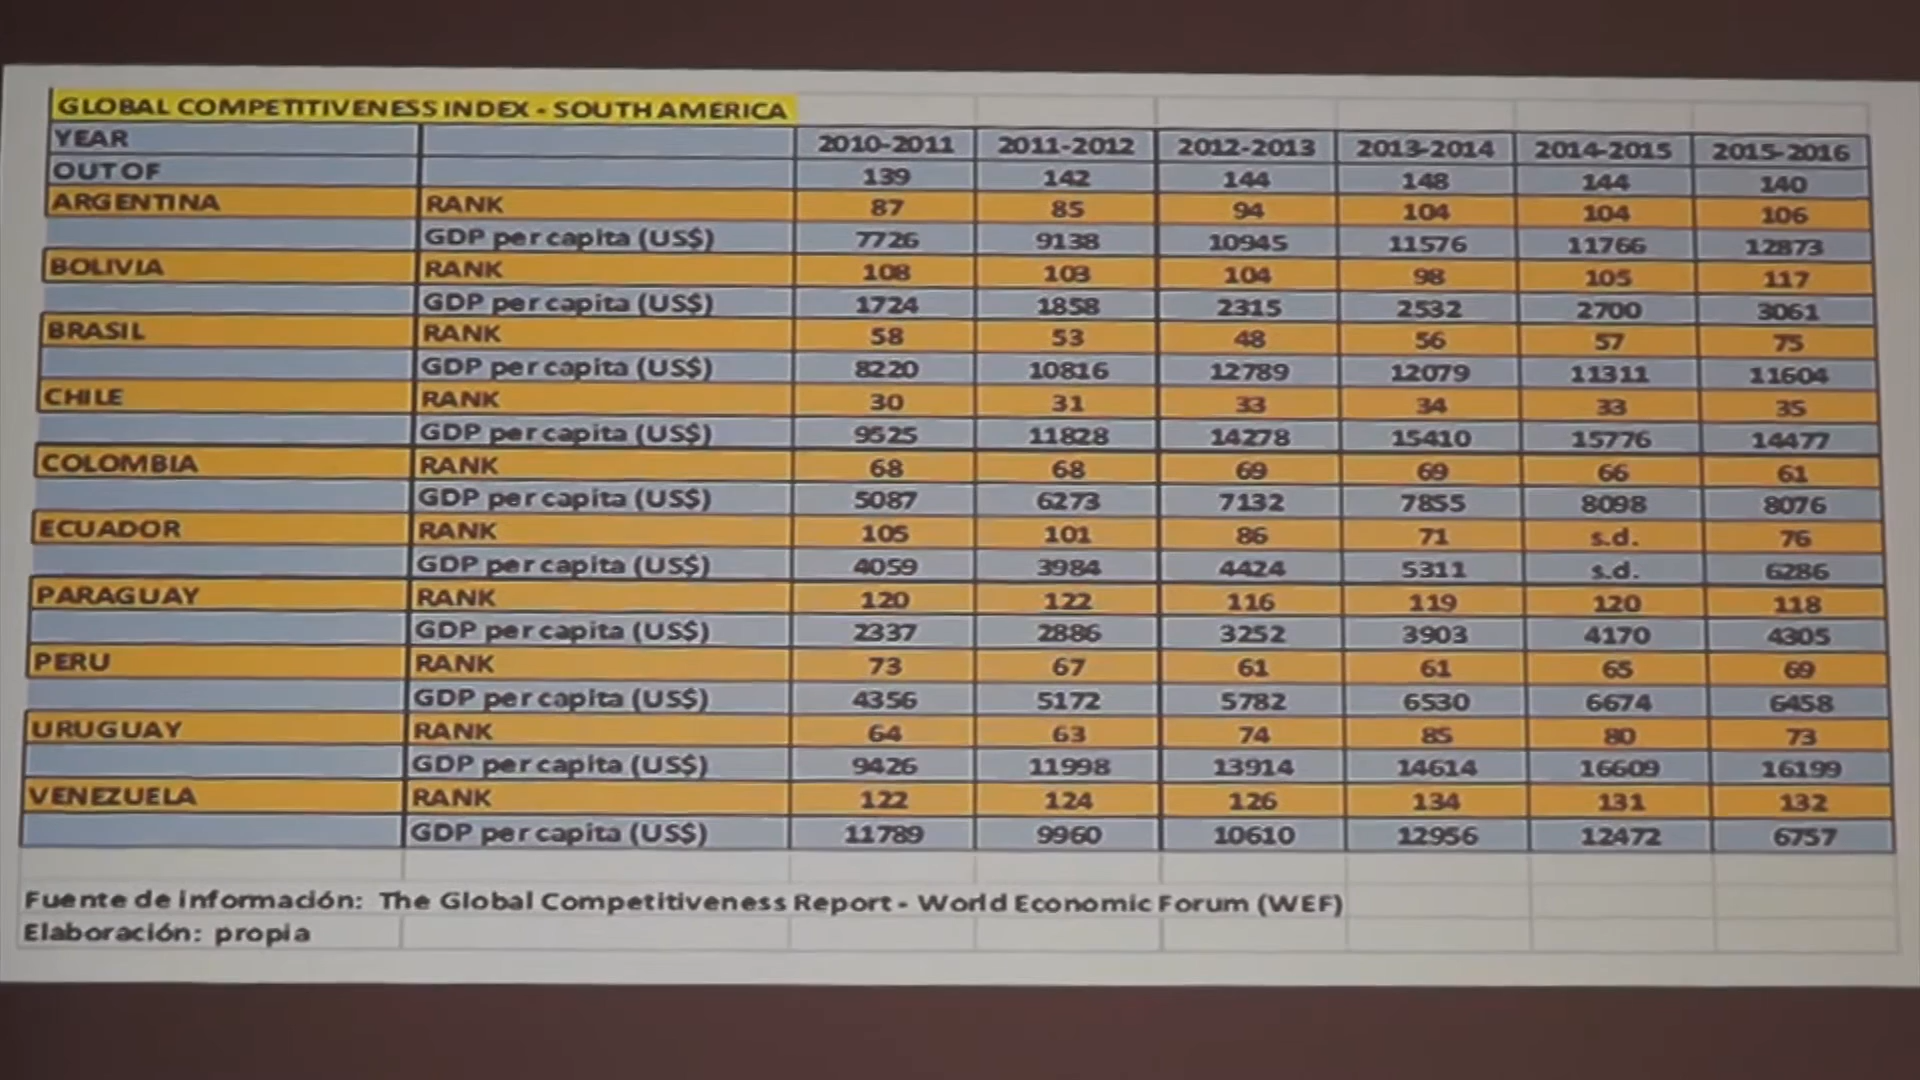 GLOBAL COMPETITIVENESS INDEX - SOUTH AMERICA
YEAR 2010-2011 2011-2012 2012-2013 2013-2014 2014-2015 2015-2016
OUT OF 139 142 144 148 144 140
ARGENTINA RANK 87 85 94 104 104 106
GDP per capita (US$) 7726 9138 10945 11576 11766 12873
BOLIVIA RANK 108 103 104 98 105 117
GDP per capita (US$) 1724 1858 2315 2532 2700 3061
BRASIL RANK 58 53 48 56 57 75
GDP per capita (US$) 8220 10816 12789 12079 11311 11604
CHILE RANK 30 31 33 34 33 35
GDP per capita (US$) 9525 11828 14278 15410 15776 14477
COLOMBIA RANK 68 68 69 69 66 61
GDP per capita (US$) 5087 6273 7132 7855 8098 8076
ECUADOR RANK 105 101 86 71 s.d. 76
GDP per capita (US$) 4059 3984 4424 5311 s.d. 6286
PARAGUAY RANK 120 122 116 119 120 118
GDP per capita (US$) 2337 2886 3252 3903 4170 4305
PERU RANK 73 67 61 61 65 69
GDP per capita (US$) 4356 5172 5782 6530 6674 6458
URUGUAY RANK 64 63 74 85 80 73
GDP per capita (US$) 9426 11998 13914 14614 16609 16199
VENEZUELA RANK 122 124 126 134 131 132
GDP per capita (US$) 11789 9960 10610 12956 12472 6757
Fuente de información: The Global Competitiveness Report - World Economic Forum (WEF)
Elaboración: propia